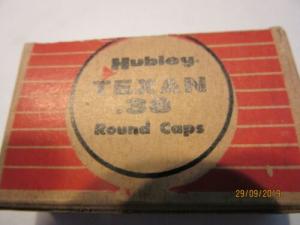 Hubley
TEXAN
.38
Round Caps
29/09/2019